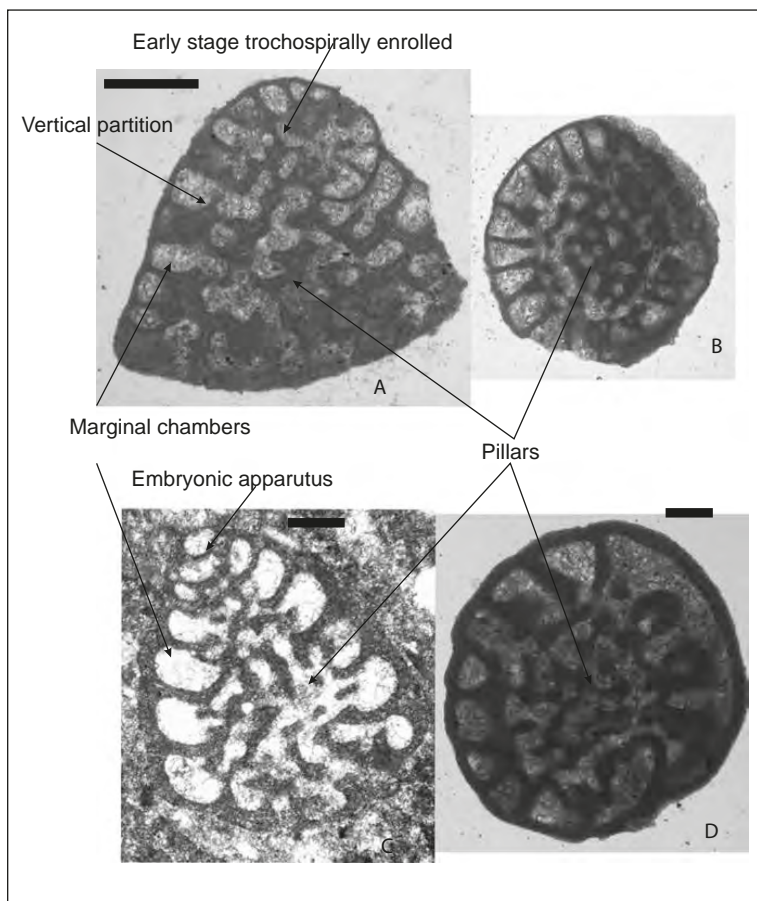 Early stage trochospirally enrolled
Vertical partition
A
B
Marginal chambers
Pillars
Embryonic apparutus
C
D